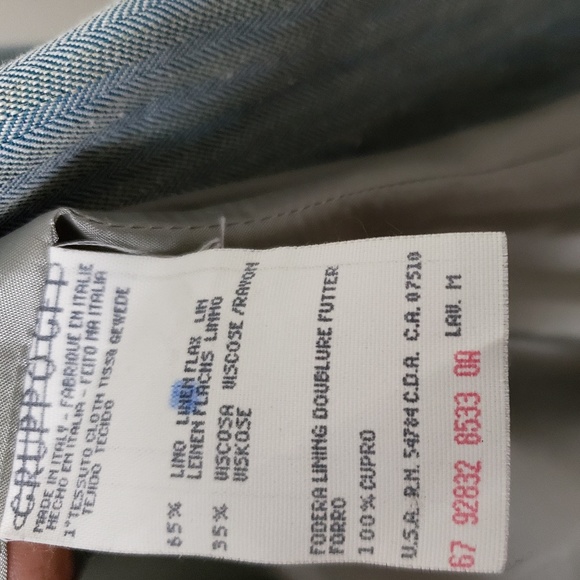 GRUPPO GFT
MADE IN ITALY - FABRIQUE EN ITALIE
HECHO EN ITALIA - FEITO NA ITALIA
1° TESSUTO CLOTH TISSU GEWEDE
TEJIDO TECIDO
65% LINO LINEN FLAX LIN
LEINEN FLACHS LINHO
35% VISCOSA VISCOSE/RAYON
VISKOSE
FODERA LINING DOUBLURE FUTTER
FORRO
100% CUPRO
U.S.A. R.N. 54784 C.D.A. C.A. 07510
LAV. M
67 92832 8533 0A